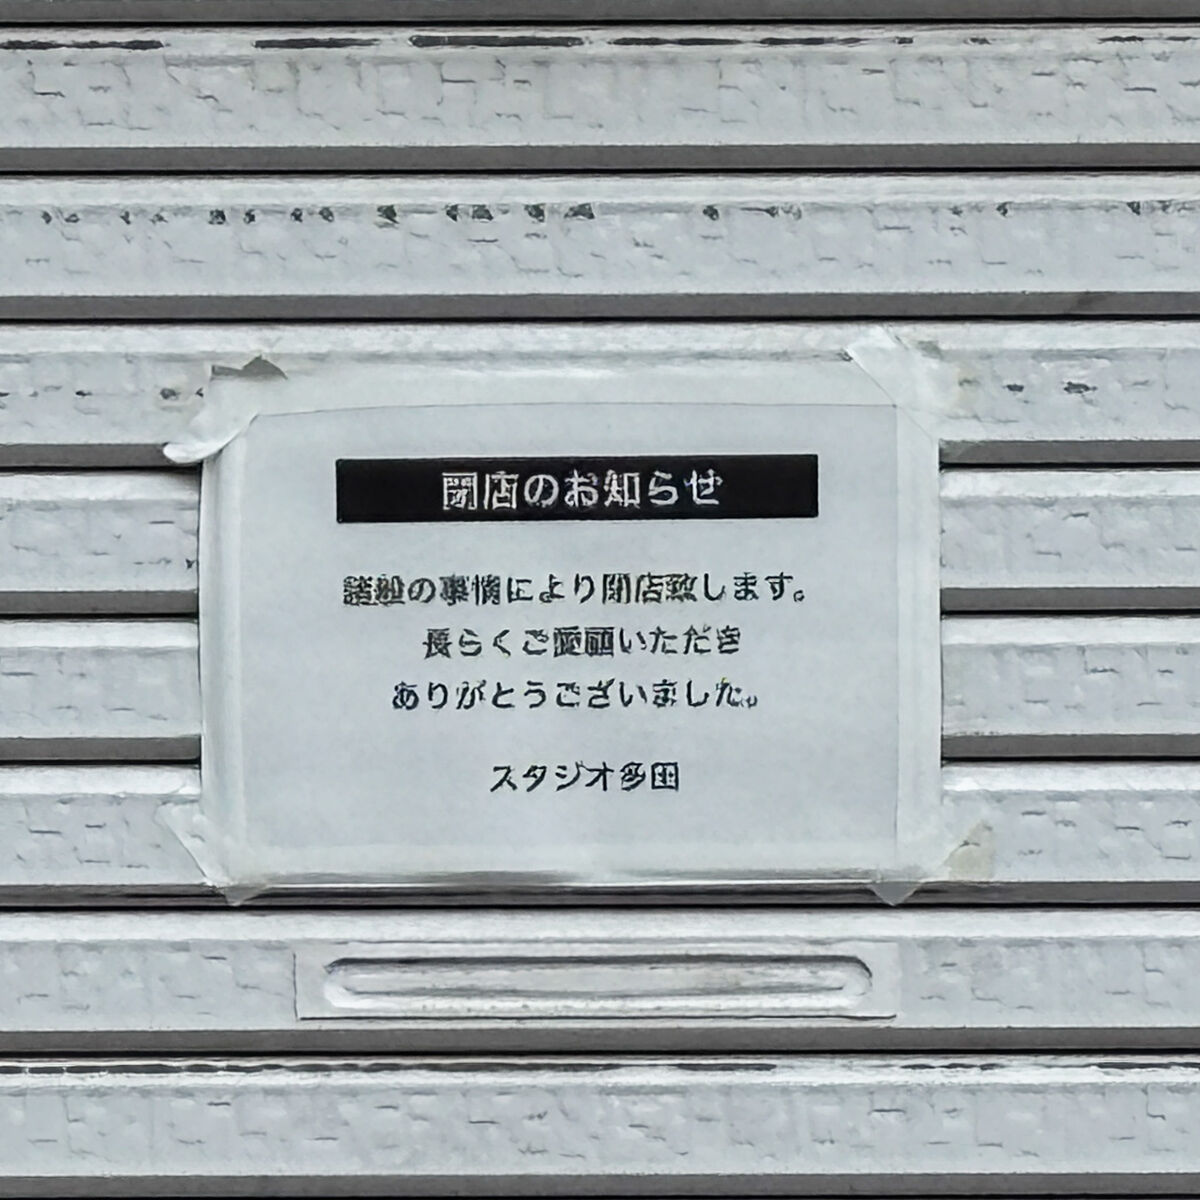 閉店のお知らせ
諸般の事情により閉店致します。
長らくご愛顧いただき
ありがとうございました。
スタジオ多田